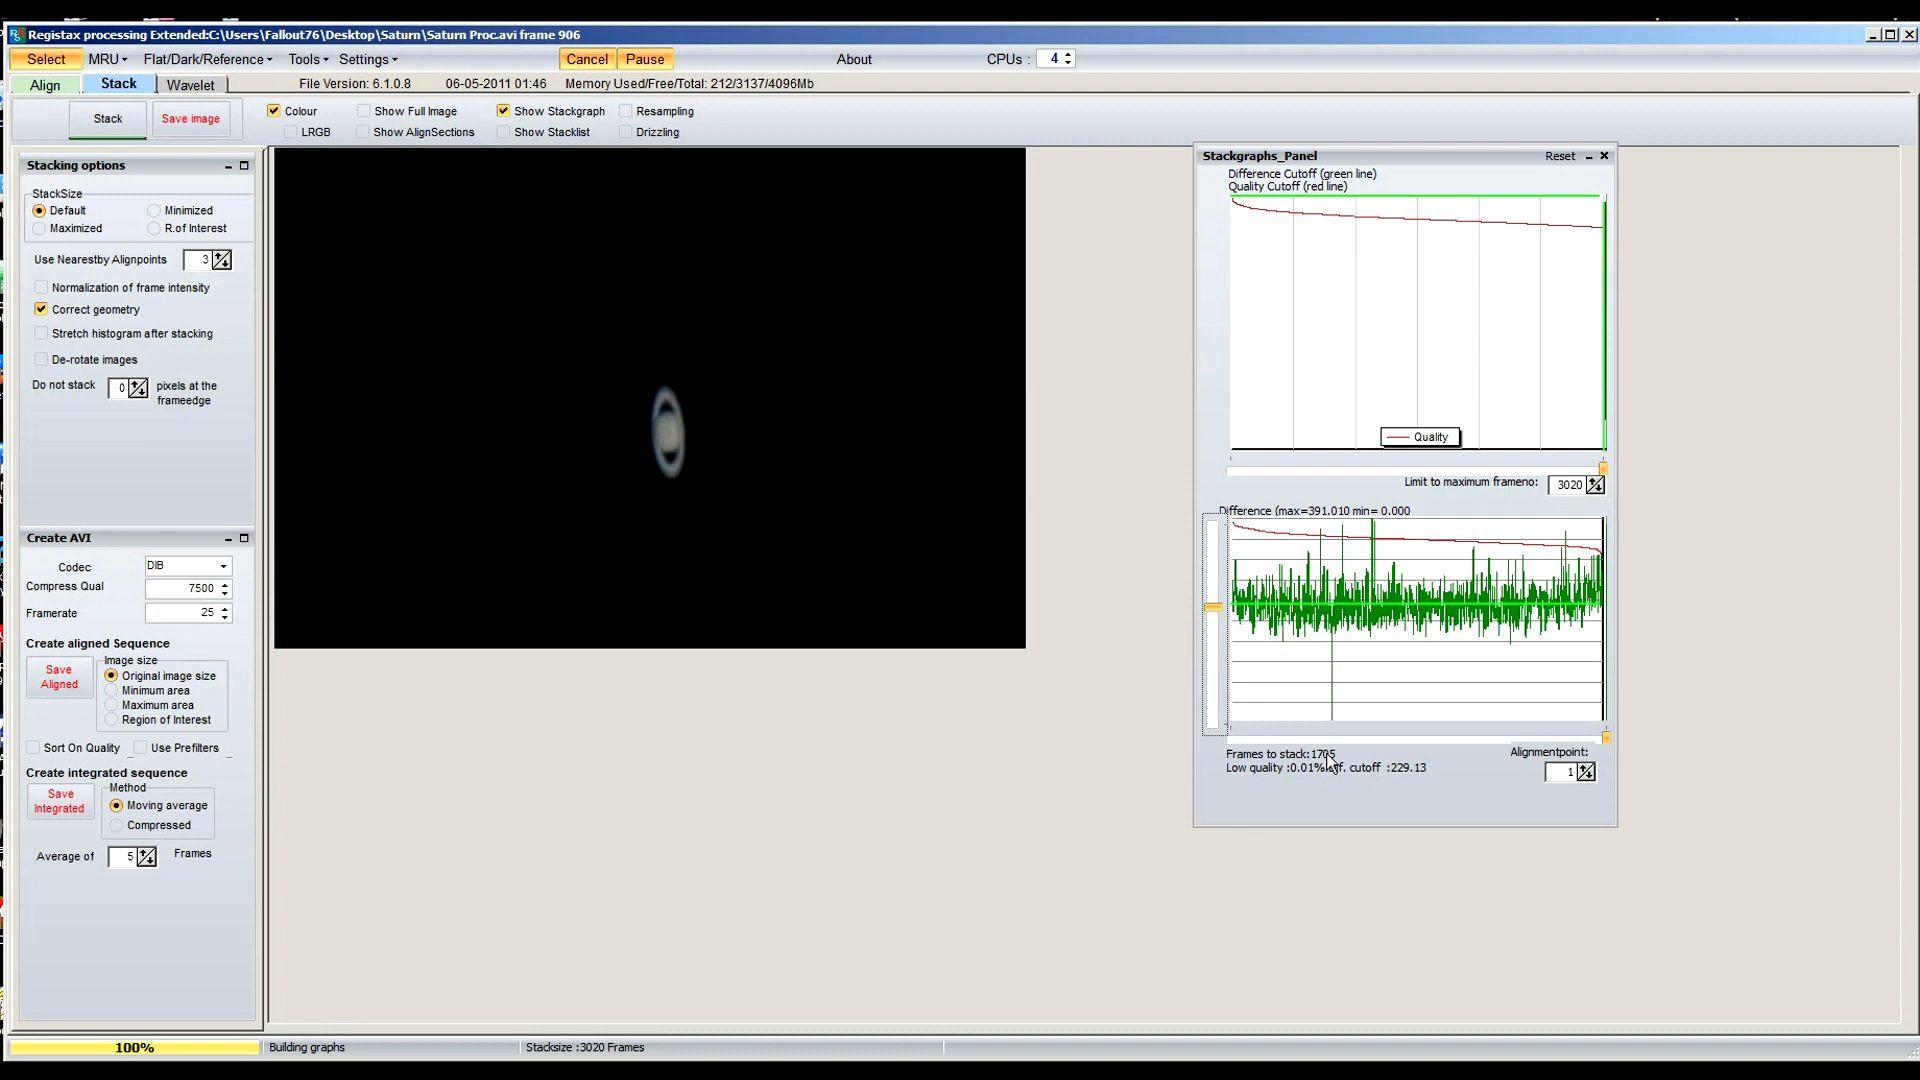 Registax processing Extended:C:\Users\Fallout76\Desktop\Saturn\Saturn Proc.avi frame 906
Select MRU Flat/Dark/Reference Tools Settings Cancel Pause About CPUs : 4
Align Stack Wavelet File Version: 6.1.0.8 06-05-2011 01:46 Memory Used/Free/Total: 212/3137/4096Mb
Stack Save image
Colour Show Full Image Show Stackgraph Resampling
LRGB Show AlignSections Show Stacklist Drizzling
Stacking options
StackSize
Default Minimized
Maximized R.of Interest
Use Nearestby Alignpoints 3
Normalization of frame intensity
Correct geometry
Stretch histogram after stacking
De-rotate images
Do not stack 0 pixels at the
frameedge
Create AVI
Codec DIB
Compress Qual 7500
Framerate 25
Create aligned Sequence
Save
Aligned
Image size
Original image size
Minimum area
Maximum area
Region of Interest
Sort On Quality Use Prefilters
Create integrated sequence
Save
Integrated
Method
Moving average
Compressed
Average of 5 Frames
Stackgraphs_Panel Reset
Difference Cutoff (green line)
Quality Cutoff (red line)
Quality
Limit to maximum frameno: 3020
Difference (max=391.010 min= 0.000
Frames to stack:1705
Low quality :0.01% cutoff :229.13
Alignmentpoint:
1
100% Building graphs Stacksize :3020 Frames